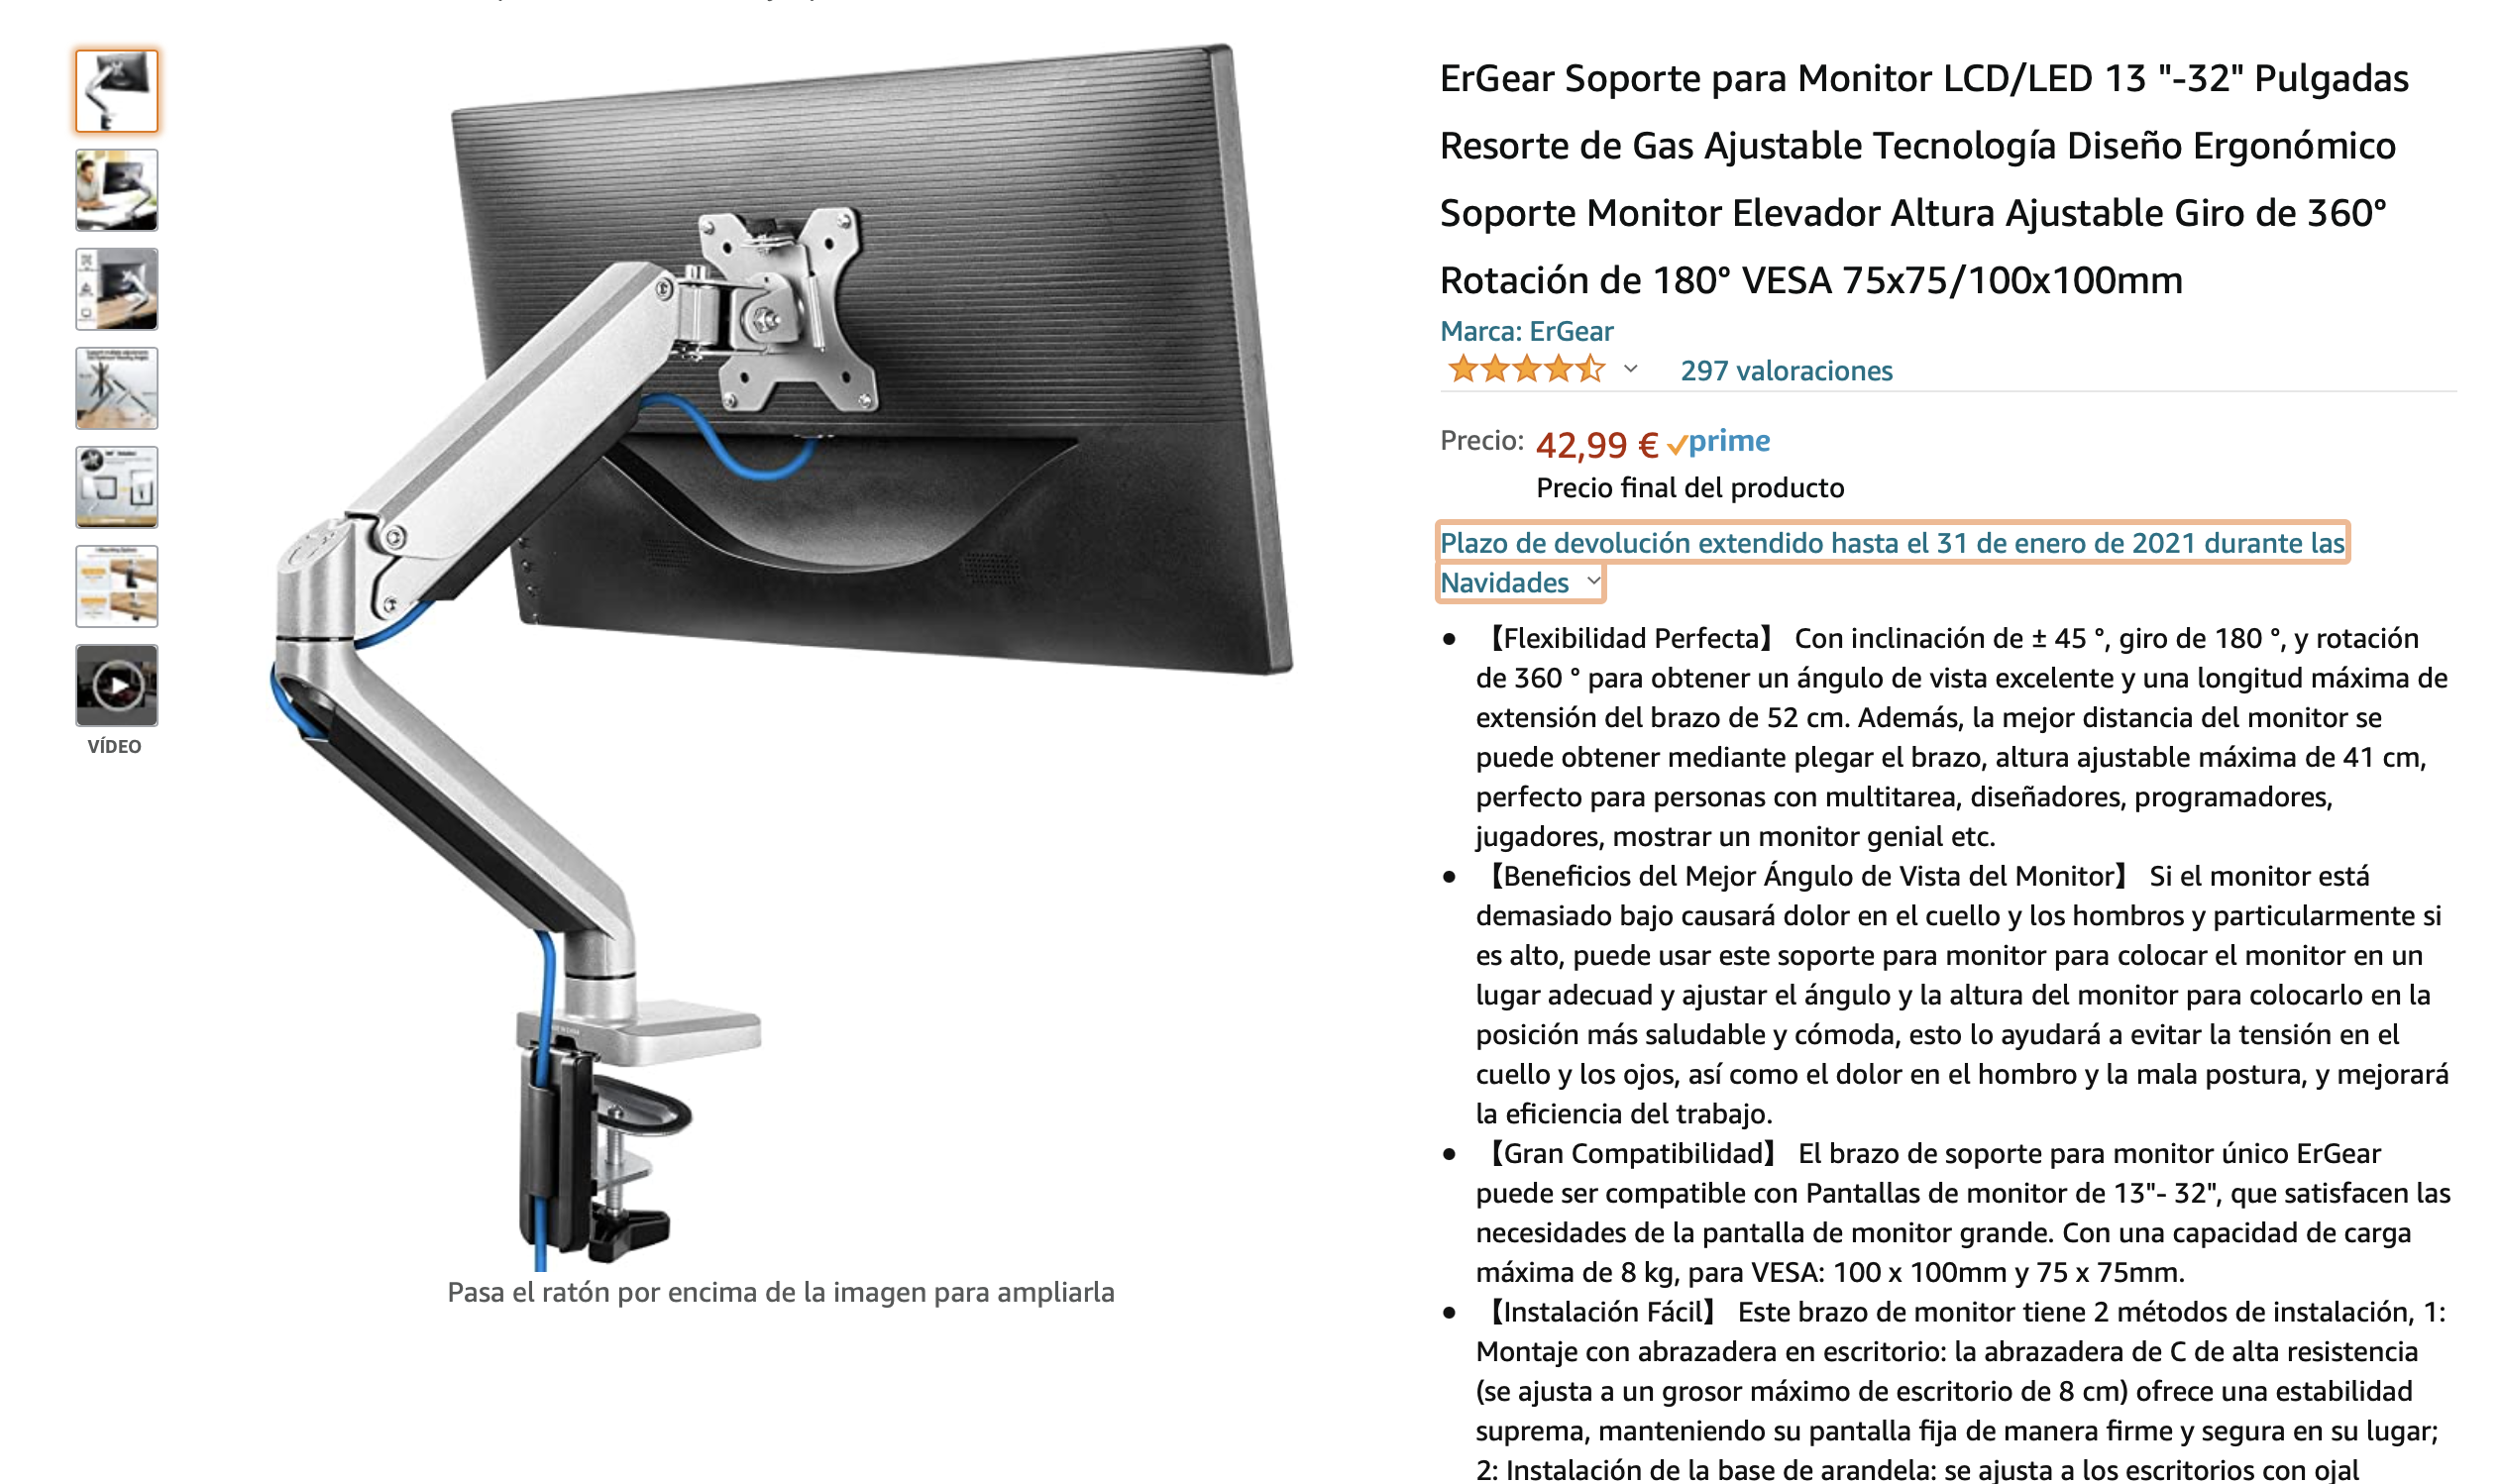 ErGear Soporte para Monitor LCD/LED 13 "-32" Pulgadas
Resorte de Gas Ajustable Tecnología Diseño Ergonómico
Soporte Monitor Elevador Altura Ajustable Giro de 360°
Rotación de 180° VESA 75x75/100x100mm
Marca: ErGear
297 valoraciones
Precio: 42,99 € prime
Precio final del producto
Plazo de devolución extendido hasta el 31 de enero de 2021 durante las
Navidades
● 【Flexibilidad Perfecta】 Con inclinación de ± 45 °, giro de 180 °, y rotación
de 360 ° para obtener un ángulo de vista excelente y una longitud máxima de
extensión del brazo de 52 cm. Además, la mejor distancia del monitor se
puede obtener mediante plegar el brazo, altura ajustable máxima de 41 cm,
perfecto para personas con multitarea, diseñadores, programadores,
jugadores, mostrar un monitor genial etc.
● 【Beneficios del Mejor Ángulo de Vista del Monitor】 Si el monitor está
demasiado bajo causará dolor en el cuello y los hombros y particularmente si
es alto, puede usar este soporte para monitor para colocar el monitor en un
lugar adecuad y ajustar el ángulo y la altura del monitor para colocarlo en la
posición más saludable y cómoda, esto lo ayudará a evitar la tensión en el
cuello y los ojos, así como el dolor en el hombro y la mala postura, y mejorará
la eficiencia del trabajo.
● 【Gran Compatibilidad】 El brazo de soporte para monitor único ErGear
puede ser compatible con Pantallas de monitor de 13"- 32", que satisfacen las
necesidades de la pantalla de monitor grande. Con una capacidad de carga
máxima de 8 kg, para VESA: 100 x 100mm y 75 x 75mm.
● 【Instalación Fácil】 Este brazo de monitor tiene 2 métodos de instalación, 1:
Montaje con abrazadera en escritorio: la abrazadera de C de alta resistencia
(se ajusta a un grosor máximo de escritorio de 8 cm) ofrece una estabilidad
suprema, manteniendo su pantalla fija de manera firme y segura en su lugar;
2: Instalación de la base de arandela: se ajusta a los escritorios con ojal
VÍDEO
Pasa el ratón por encima de la imagen para ampliarla